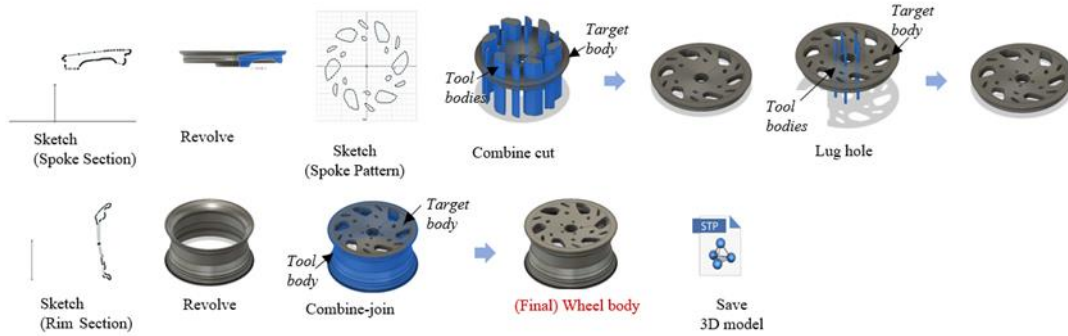 Target
body
Target
body
Tool
bodies
Tool
bodies
Sketch
(Spoke Section)
Revolve
Sketch
(Spoke Pattern)
Combine cut
Lug hole
Target
body
STP
Tool
body
Sketch
(Rim Section)
Revolve
Combine-join
(Final) Wheel body
Save
3D model